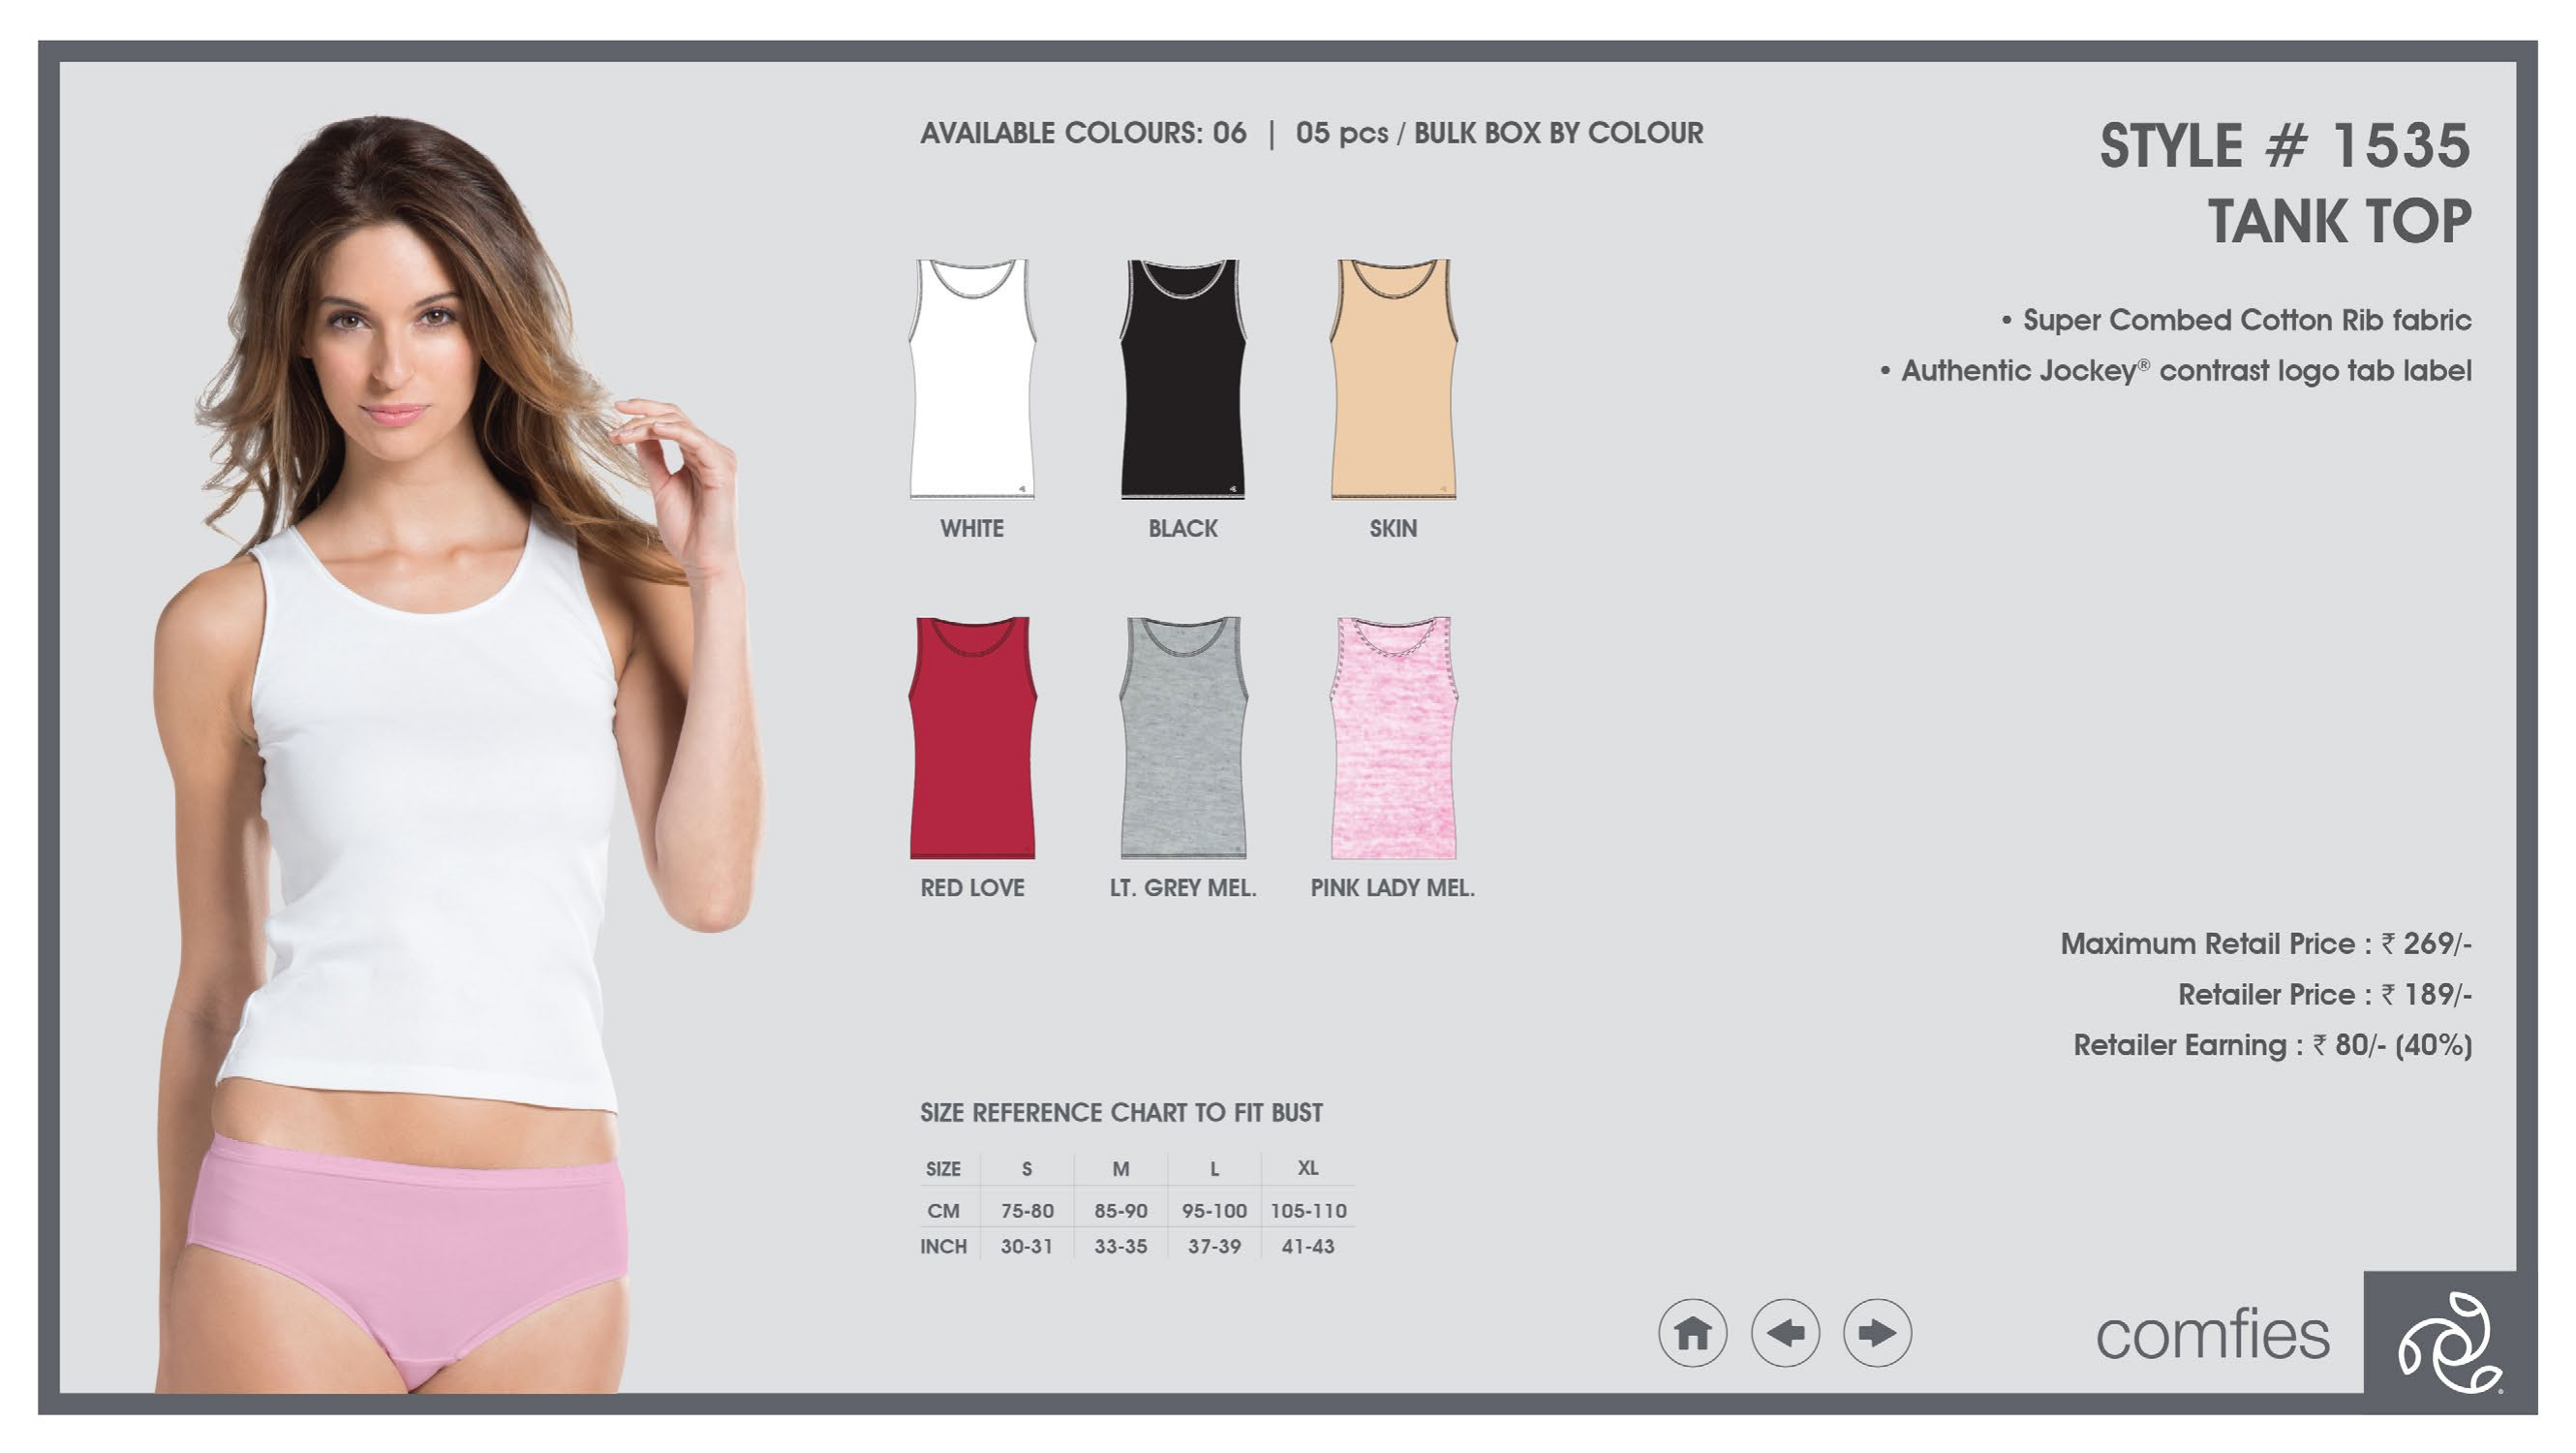 AVAILABLE COLOURS: 06 | 05 pcs / BULK BOX BY COLOUR
STYLE # 1535
TANK TOP
• Super Combed Cotton Rib fabric
• Authentic Jockey® contrast logo tab label
WHITE BLACK SKIN
RED LOVE LT. GREY MEL. PINK LADY MEL.
Maximum Retail Price : ₹ 269/-
Retailer Price : ₹ 189/-
Retailer Earning : ₹ 80/- (40%)
SIZE REFERENCE CHART TO FIT BUST
SIZE S M L XL
CM 75-80 85-90 95-100 105-110
INCH 30-31 33-35 37-39 41-43
comfies